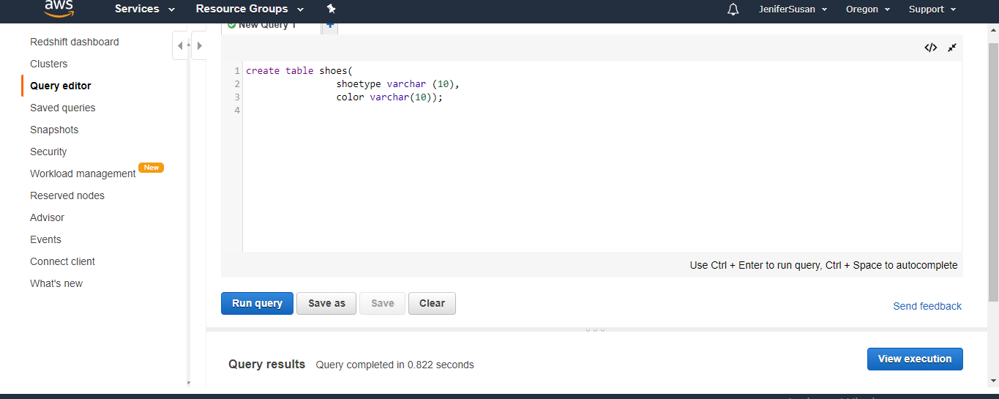 aws Services Resource Groups JeniferSusan Oregon Support
New Query 1 +
Redshift dashboard
Clusters
Query editor
Saved queries
Snapshots
Security
Workload management New
Reserved nodes
Advisor
Events
Connect client
What's new
</>
1 create table shoes(
2 shoetype varchar (10),
3 color varchar(10));
4
Use Ctrl + Enter to run query, Ctrl + Space to autocomplete
Run query Save as Save Clear
Send feedback
Query results Query completed in 0.822 seconds
View execution